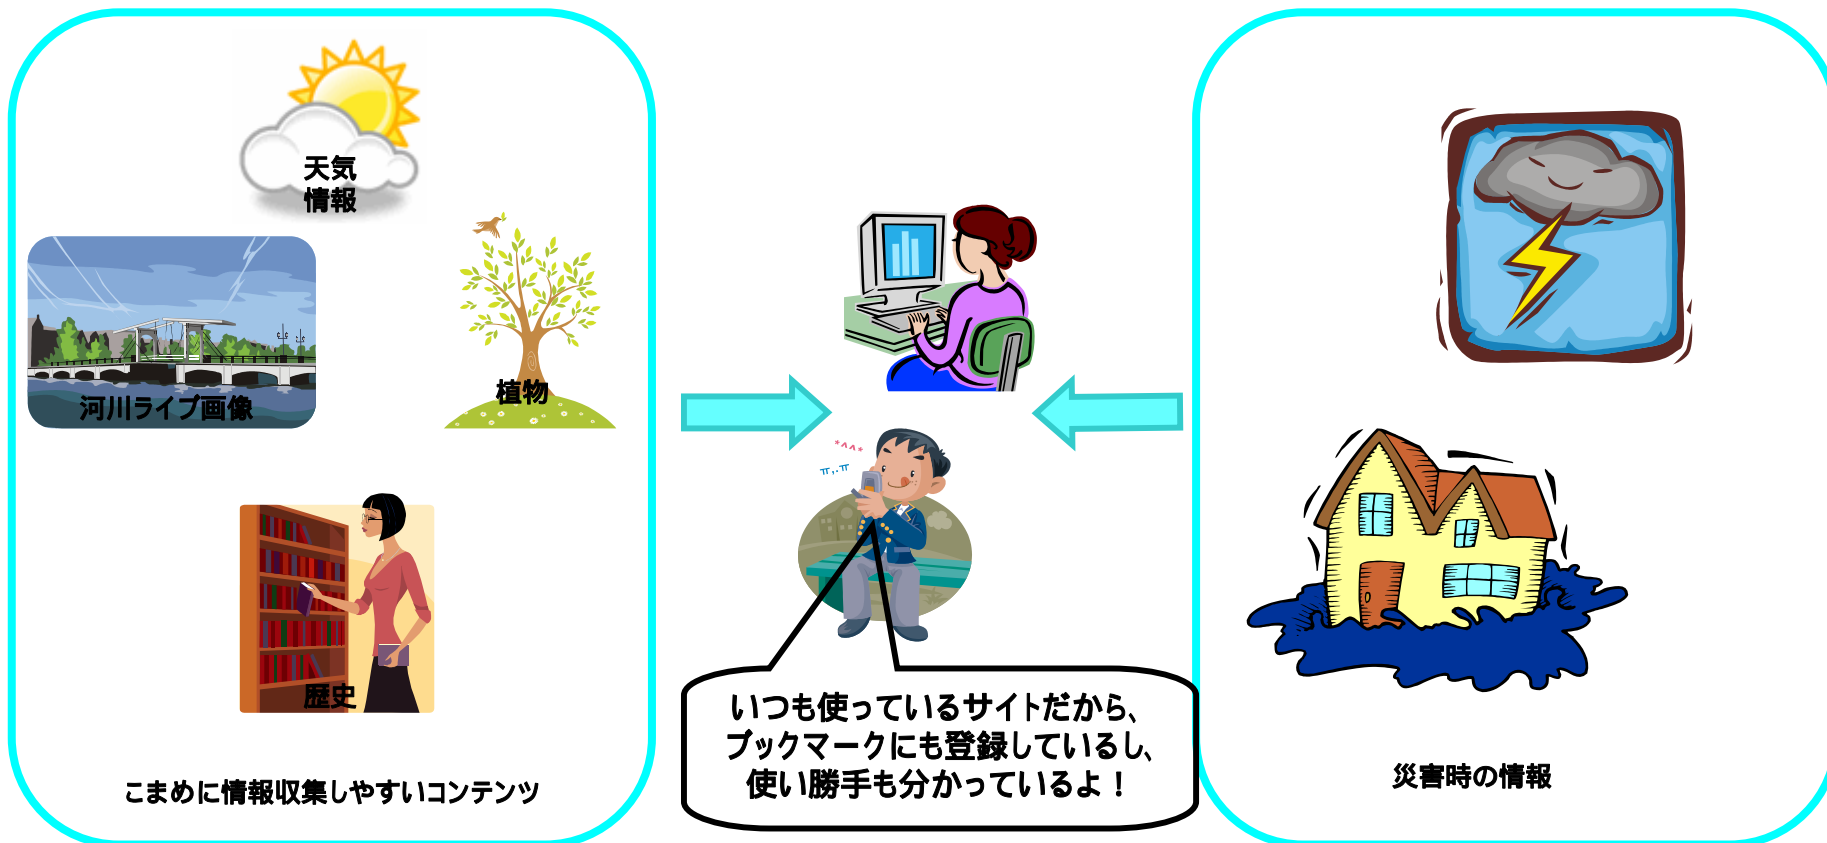 天気
情報
河川ライブ画像
植物
歴史
こまめに情報収集しやすいコンテンツ
*^^*
ㅠ,.ㅠ
いつも使っているサイトだから、
ブックマークにも登録しているし、
使い勝手も分かっているよ！
災害時の情報